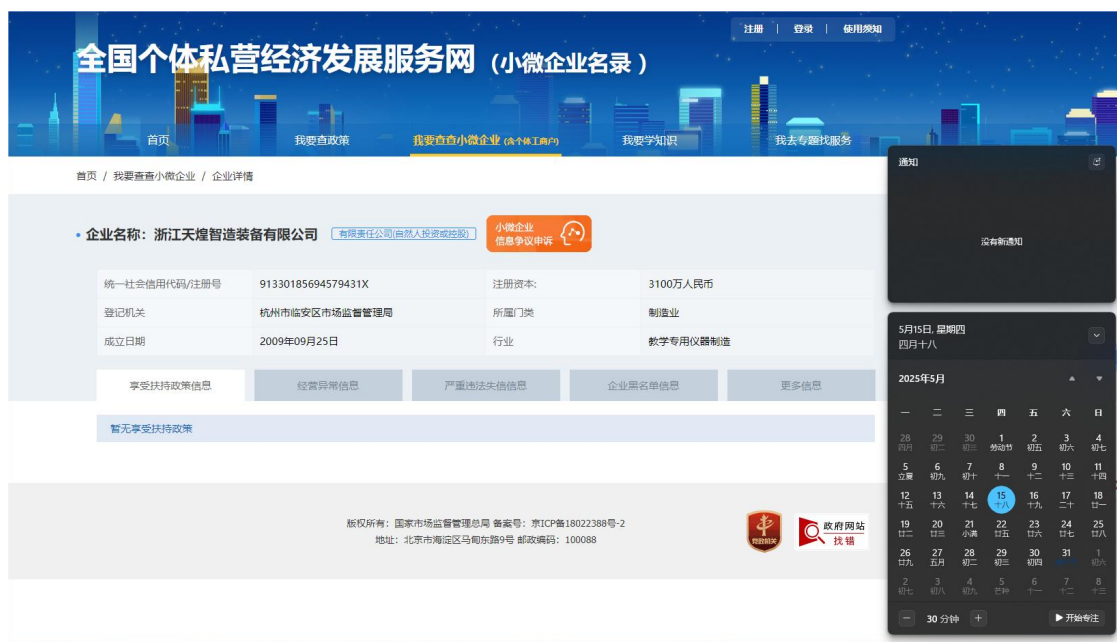 注册 | 登录 | 使用须知
全国个体私营经济发展服务网 (小微企业名录)
首页 我要查政策 我要查查小微企业 (含个体工商户) 我要学知识 我去专题找服务
首页 / 我要查查小微企业 / 企业详情
• 企业名称：浙江天煌智造装备有限公司 有限责任公司(自然人投资或控股) 小微企业
信息争议申诉
统一社会信用代码/注册号 91330185694579431X 注册资本: 3100万人民币
登记机关 杭州市临安区市场监督管理局 所属门类 制造业
成立日期 2009年09月25日 行业 教学专用仪器制造
享受扶持政策信息 经营异常信息 严重违法失信信息 企业黑名单信息 更多信息
暂无享受扶持政策
版权所有：国家市场监督管理总局 备案号：京ICP备18022388号-2
地址：北京市海淀区马甸东路9号 邮政编码：100088
党政机关
政府网站
找错
通知
没有新通知
5月15日, 星期四
四月十八
2025年5月
一 二 三 四 五 六 日
28 29 30 1 2 3 4
四月 初二 初三 劳动节 初五 初六 初七
5 6 7 8 9 10 11
立夏 初九 初十 十一 十二 十三 十四
12 13 14 15 16 17 18
十五 十六 十七 十八 十九 二十 廿一
19 20 21 22 23 24 25
廿二 廿三 小满 廿五 廿六 廿七 廿八
26 27 28 29 30 31 1
廿九 五月 初二 初三 初四 初六
2 3 4 5 6 7 8
初七 初八 初九 芒种 十一 十二 十三
30 分钟
开始专注